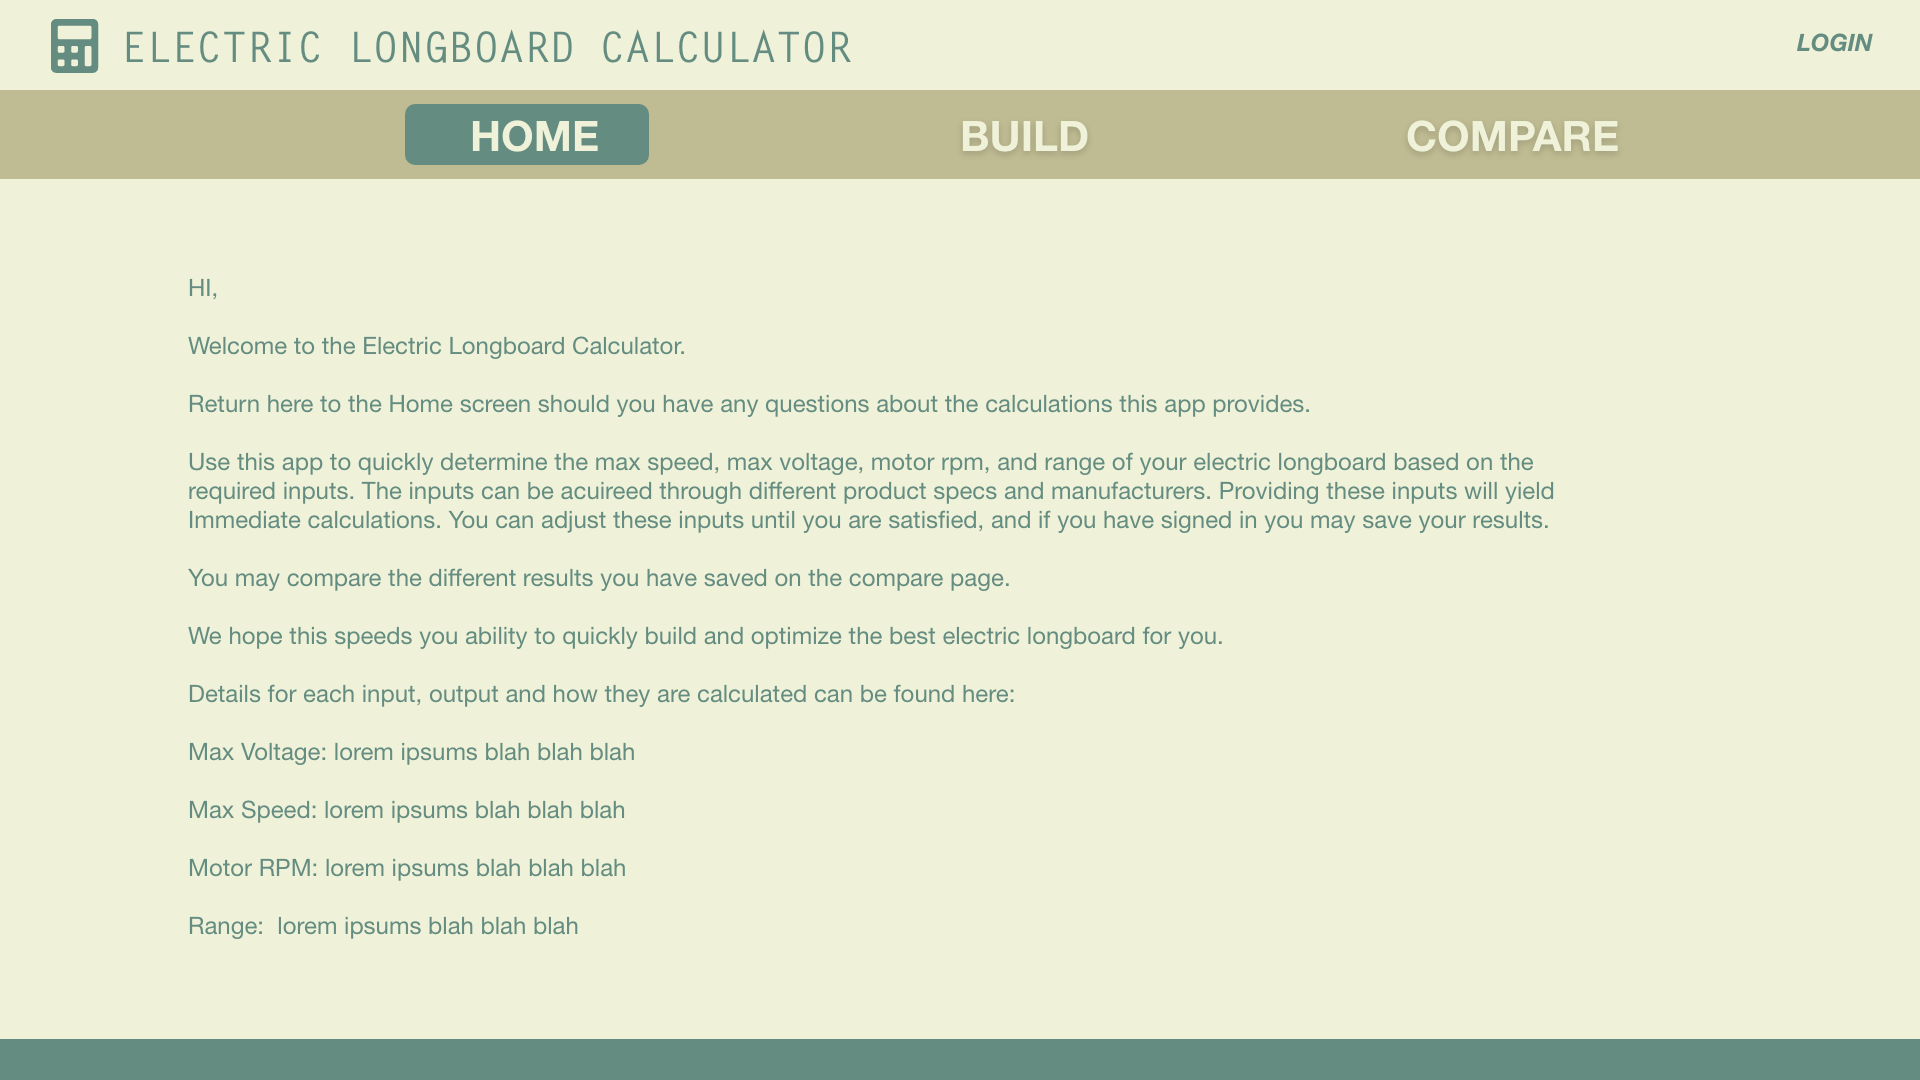 ELECTRIC LONGBOARD CALCULATOR
LOGIN
HOME
BUILD
COMPARE
HI,
Welcome to the Electric Longboard Calculator.
Return here to the Home screen should you have any questions about the calculations this app provides.
Use this app to quickly determine the max speed, max voltage, motor rpm, and range of your electric longboard based on the
required inputs. The inputs can be acuireed through different product specs and manufacturers. Providing these inputs will yield
Immediate calculations. You can adjust these inputs until you are satisfied, and if you have signed in you may save your results.
You may compare the different results you have saved on the compare page.
We hope this speeds you ability to quickly build and optimize the best electric longboard for you.
Details for each input, output and how they are calculated can be found here:
Max Voltage: lorem ipsums blah blah blah
Max Speed: lorem ipsums blah blah blah
Motor RPM: lorem ipsums blah blah blah
Range:  lorem ipsums blah blah blah